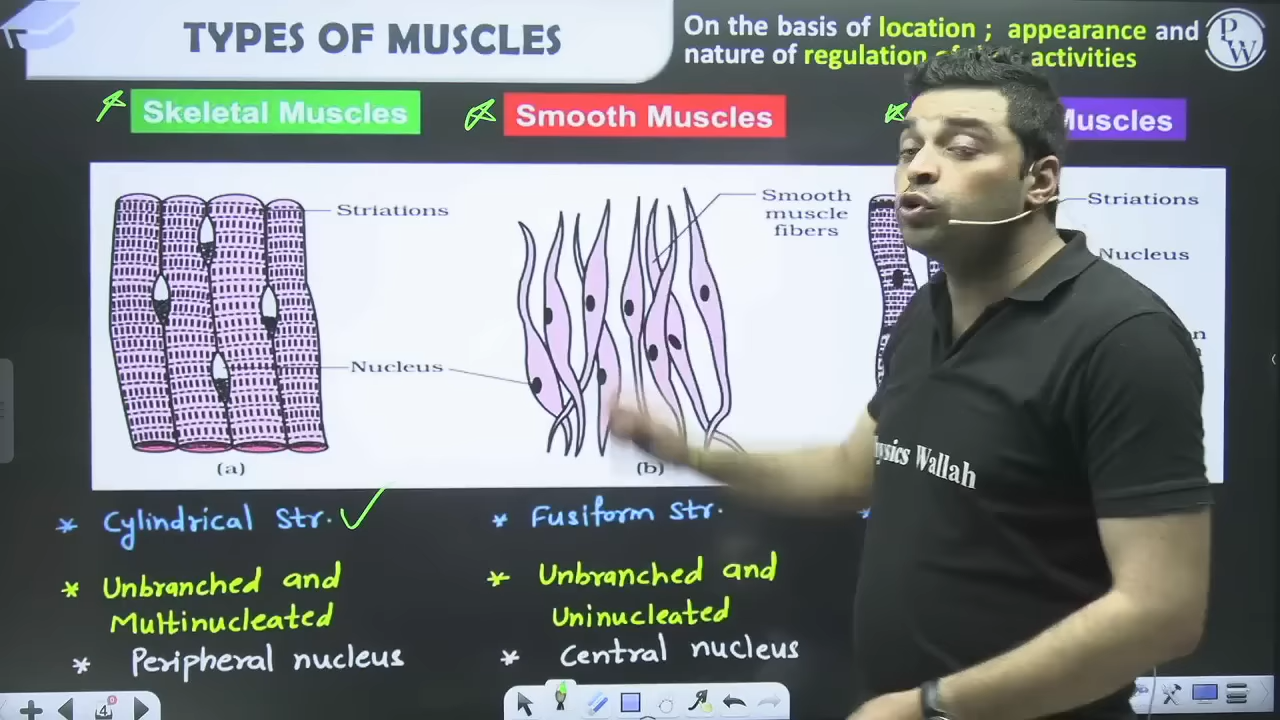 TYPES OF MUSCLES
On the basis of location ; appearance and
nature of regulation activities
P
W
Skeletal Muscles
Smooth Muscles
Muscles
Striations
Nucleus
(a)
Smooth
muscle
fibers
(b)
Striations
Nucleus
ysics Wallah
* Cylindrical Str. ✓
* Unbranched and
Multinucleated
* Peripheral nucleus
* Fusiform Str.
* Unbranched and
Uninucleated
* Central nucleus
4